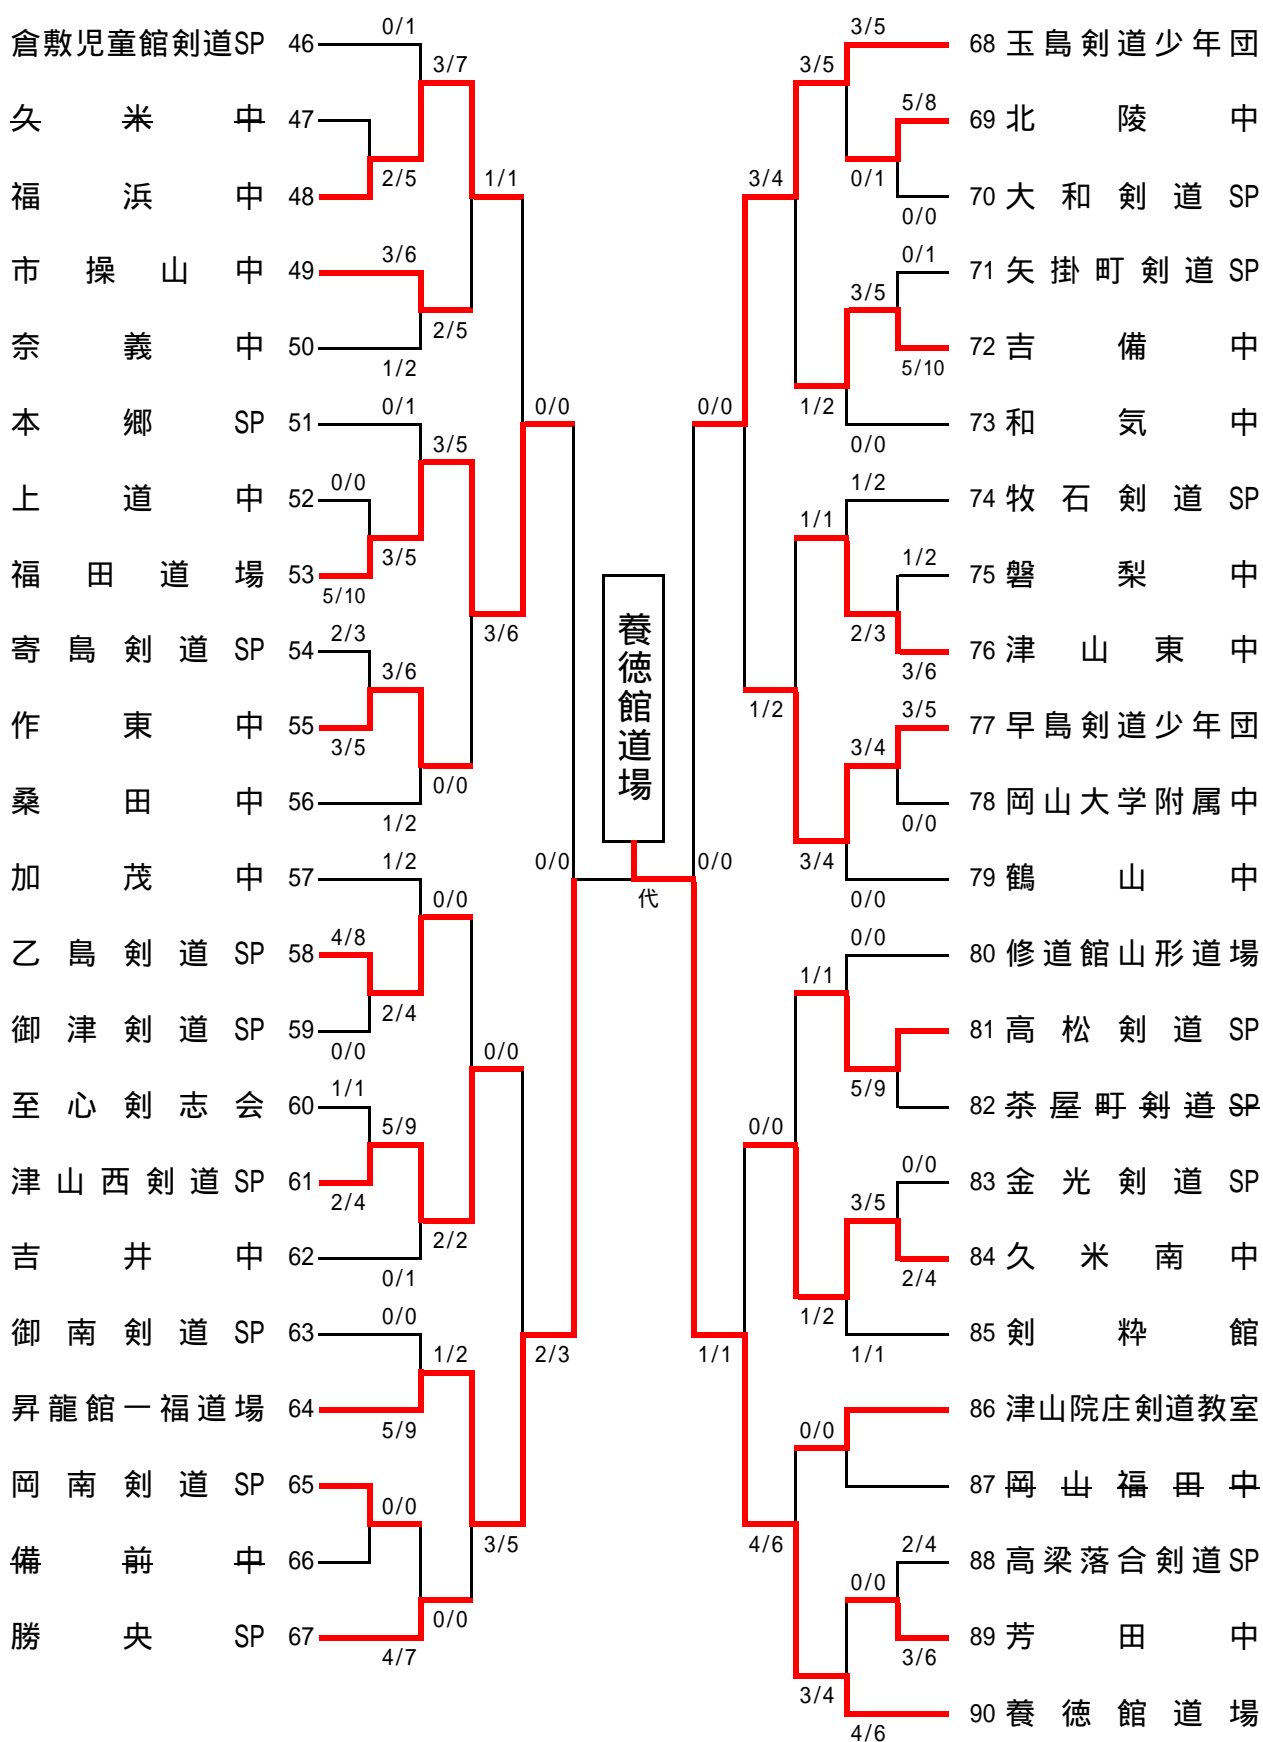 倉敷児童館剣道SP 46
久米中 47
福浜中 48
市操山中 49
奈義中 50
本郷SP 51
上道中 52
福田道場 53
寄島剣道SP 54
作東中 55
桑田中 56
加茂中 57
乙島剣道SP 58
御津剣道SP 59
至心剣志会 60
津山西剣道SP 61
吉井中 62
御南剣道SP 63
昇龍館一福道場 64
岡南剣道SP 65
備前中 66
勝央SP 67
0/1
3/7
2/5
1/1
3/6
2/5
1/2
0/1
0/0
3/5
0/0
3/5
5/10
2/3
3/6
3/6
3/5
0/0
1/2
1/2
0/0
0/0
4/8
2/4
0/0
0/0
1/1
5/9
2/4
2/2
0/1
0/0
1/2
2/3
5/9
0/0
3/5
0/0
4/7
養徳館道場
代
3/5
3/5
5/8
3/4
0/1
0/0
0/1
3/5
5/10
0/0
1/2
0/0
1/2
1/1
1/2
2/3
3/6
1/2
3/5
3/4
0/0
0/0
3/4
0/0
0/0
1/1
5/9
0/0
0/0
3/5
2/4
1/2
1/1
1/1
0/0
4/6
2/4
0/0
3/6
3/4
4/6
68 玉島剣道少年団
69 北陵中
70 大和剣道SP
71 矢掛町剣道SP
72 吉備中
73 和気中
74 牧石剣道SP
75 磐梨中
76 津山東中
77 早島剣道少年団
78 岡山大学附属中
79 鶴山中
80 修道館山形道場
81 高松剣道SP
82 茶屋町剣道SP
83 金光剣道SP
84 久米南中
85 剣粋館
86 津山院庄剣道教室
87 岡山福田中
88 高梁落合剣道SP
89 芳田中
90 養徳館道場